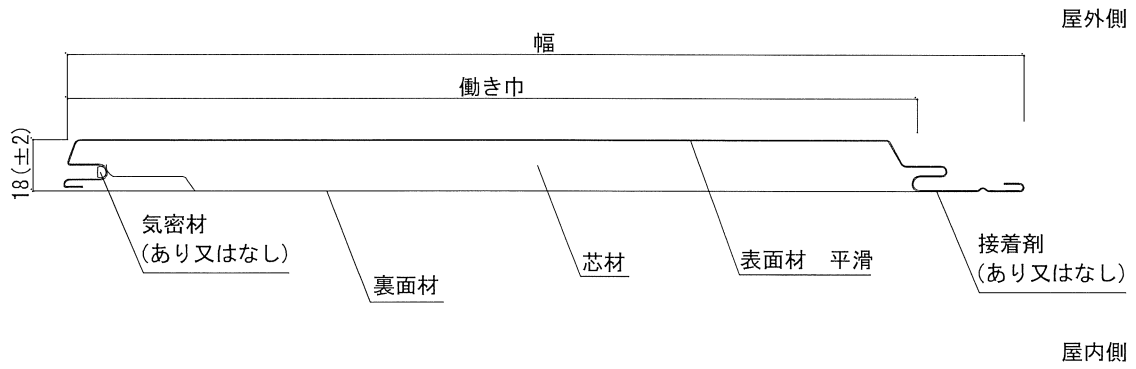 屋外側
幅
働き巾
18(±2)
気密材
(あり又はなし)
裏面材
芯材
表面材　平滑
接着剤
(あり又はなし)
屋内側